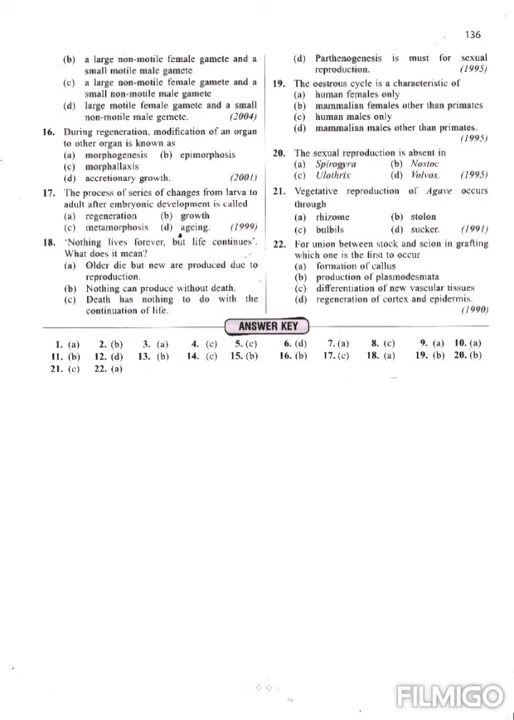 136
(b) a large non-motile female gamete and a
small motile male gamete
(c) a large non-motile female gamete and a
small non-motile male gamete
(d) large motile female gamete and a small
non-motile male gemete. (2004)
16. During regeneration, modification of an organ
to other organ is known as
(a) morphogenesis (b) epimorphosis
(c) morphallaxis
(d) accretionary growth. (2001)
17. The process of series of changes from larva to
adult after embryonic development is called
(a) regeneration (b) growth
(c) metamorphosis (d) ageing. (1999)
18. 'Nothing lives forever, but life continues'.
What does it mean?
(a) Older die but new are produced due to
reproduction.
(b) Nothing can produce without death.
(c) Death has nothing to do with the
continuation of life.
(d) Parthenogenesis is must for sexual
reproduction. (1995)
19. The oestrous cycle is a characteristic of
(a) human females only
(b) mammalian females other than primates
(c) human males only
(d) mammalian males other than primates.
(1995)
20. The sexual reproduction is absent in
(a) Spirogyra (b) Nostoc
(c) Ulothrix (d) Volvox. (1995)
21. Vegetative reproduction of Agave occurs
through
(a) rhizome (b) stolon
(c) bulbils (d) sucker. (1991)
22. For union between stock and scion in grafting
which one is the first to occur
(a) formation of callus
(b) production of plasmodesmata
(c) differentiation of new vascular tissues
(d) regeneration of cortex and epidermis.
(1990)
ANSWER KEY
1. (a) 2. (b) 3. (a) 4. (c) 5. (c) 6. (d) 7. (a) 8. (c) 9. (a) 10. (a)
11. (b) 12. (d) 13. (b) 14. (c) 15. (b) 16. (b) 17. (c) 18. (a) 19. (b) 20. (b)
21. (c) 22. (a)
FILMIGO